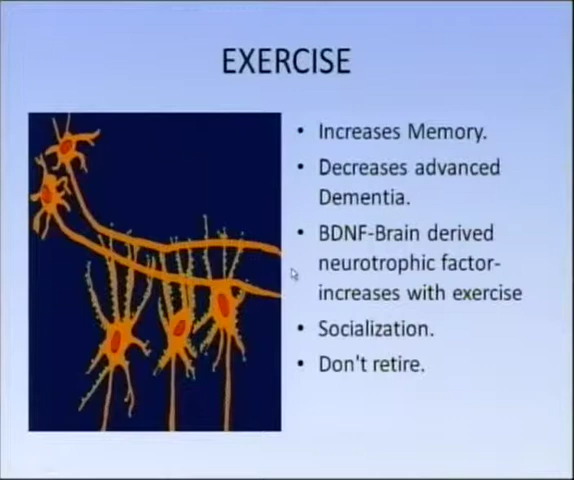 EXERCISE
• Increases Memory.
• Decreases advanced
Dementia.
• BDNF-Brain derived
neurotrophic factor-
increases with exercise
• Socialization.
• Don't retire.